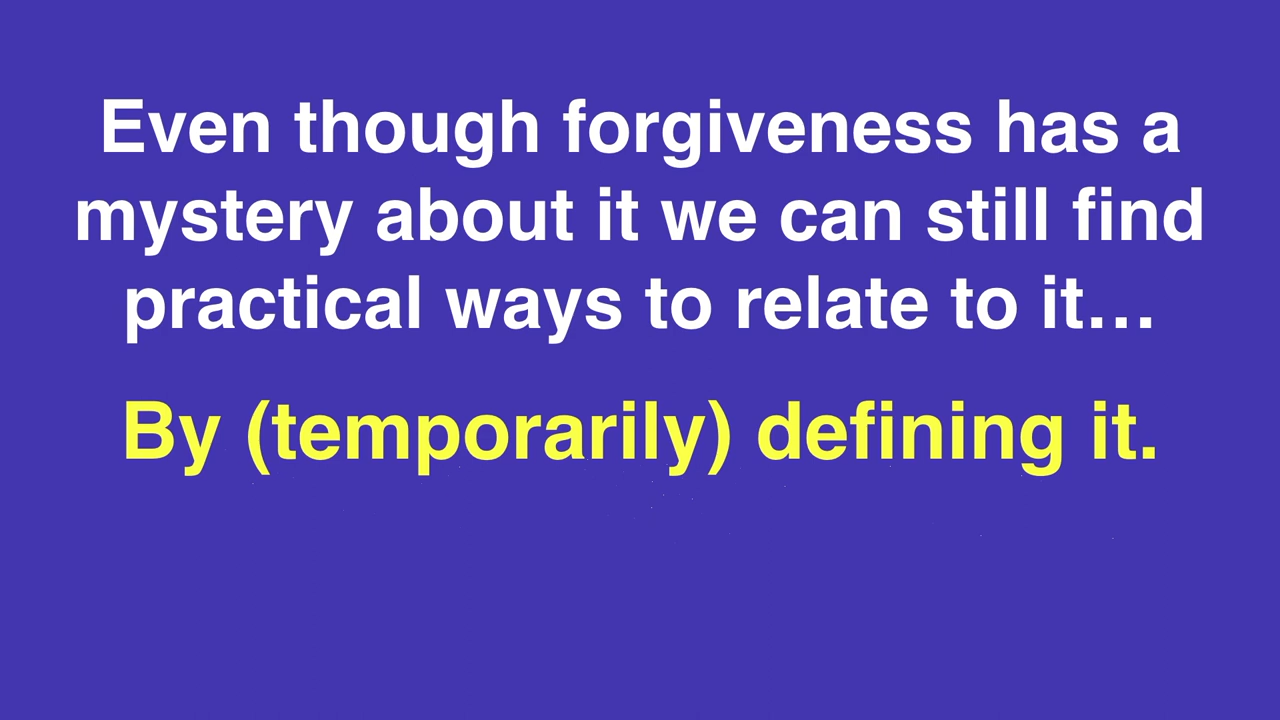 Even though forgiveness has a
mystery about it we can still find
practical ways to relate to it…
By (temporarily) defining it.